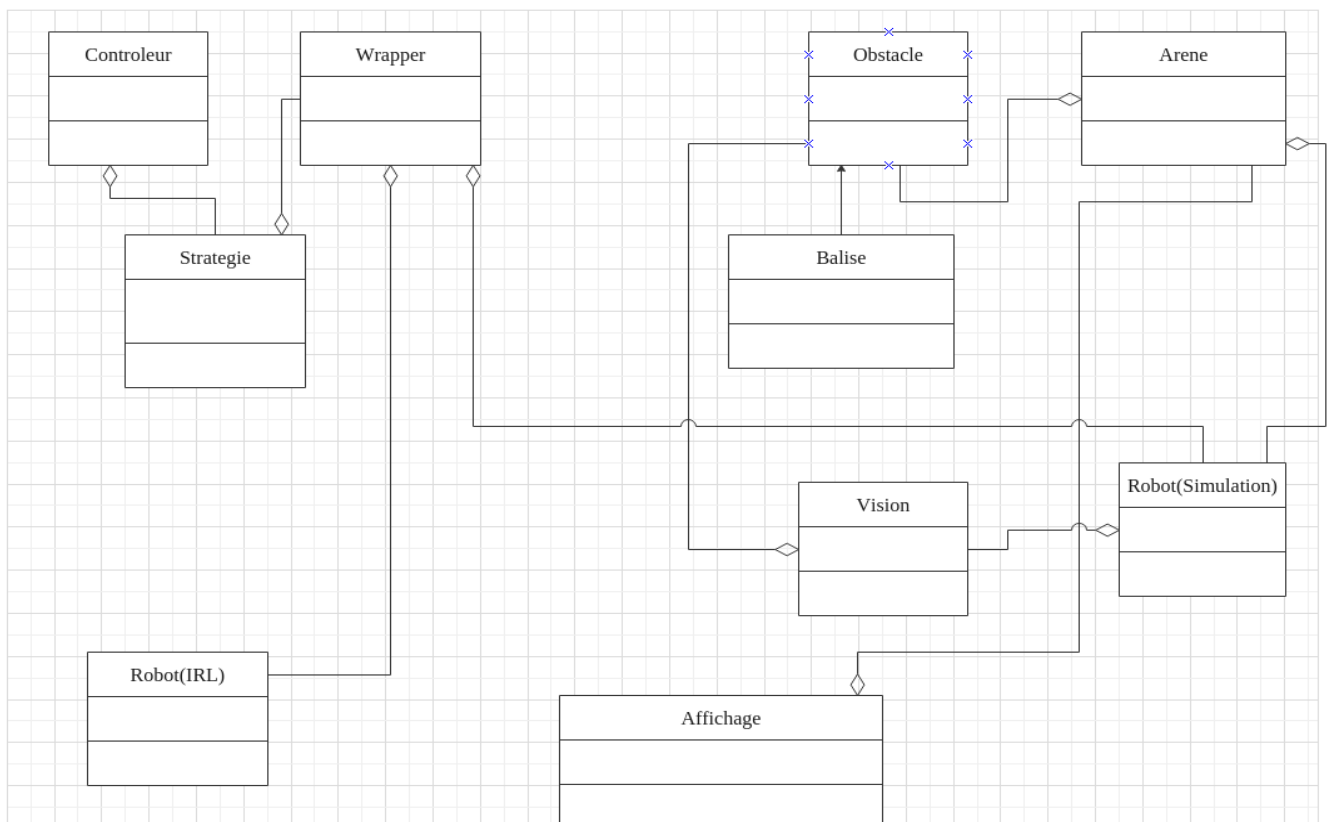 Controleur
Wrapper
Obstacle
Arene
Strategie
Balise
Robot(Simulation)
Vision
Robot(IRL)
Affichage